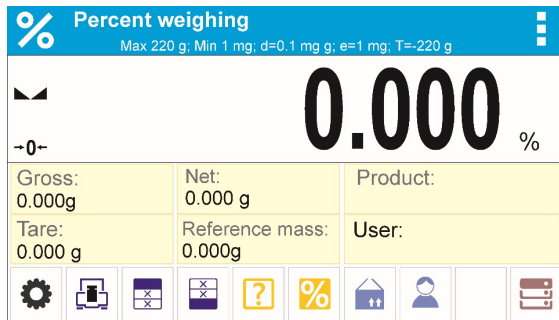 % Percent weighing
Max 220 g; Min 1 mg; d=0.1 mg g; e=1 mg; T=-220 g
0.000 %
→0←
Gross:
0.000g
Net:
0.000 g
Product:
Tare:
0.000 g
Reference mass:
0.000g
User:
? %